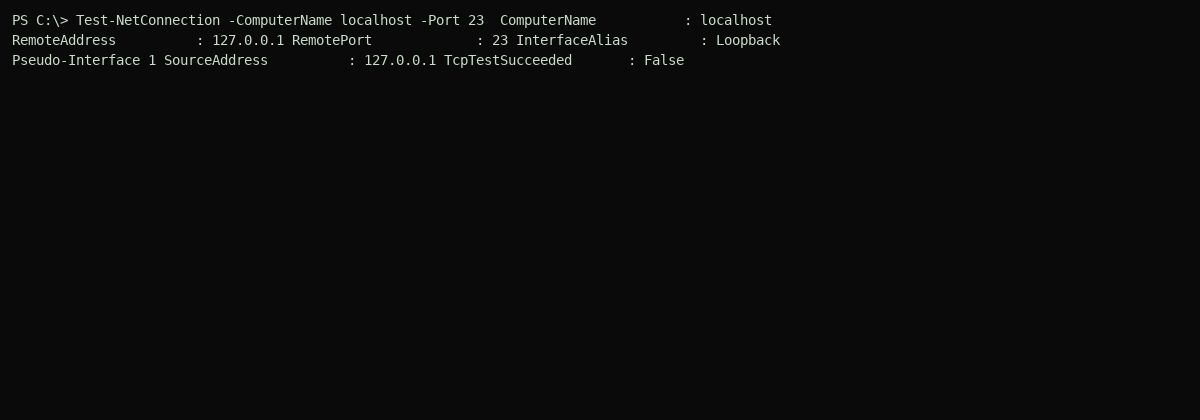 PS C:\> Test-NetConnection -ComputerName localhost -Port 23  ComputerName           : localhost
RemoteAddress          : 127.0.0.1 RemotePort             : 23 InterfaceAlias         : Loopback
Pseudo-Interface 1 SourceAddress          : 127.0.0.1 TcpTestSucceeded       : False